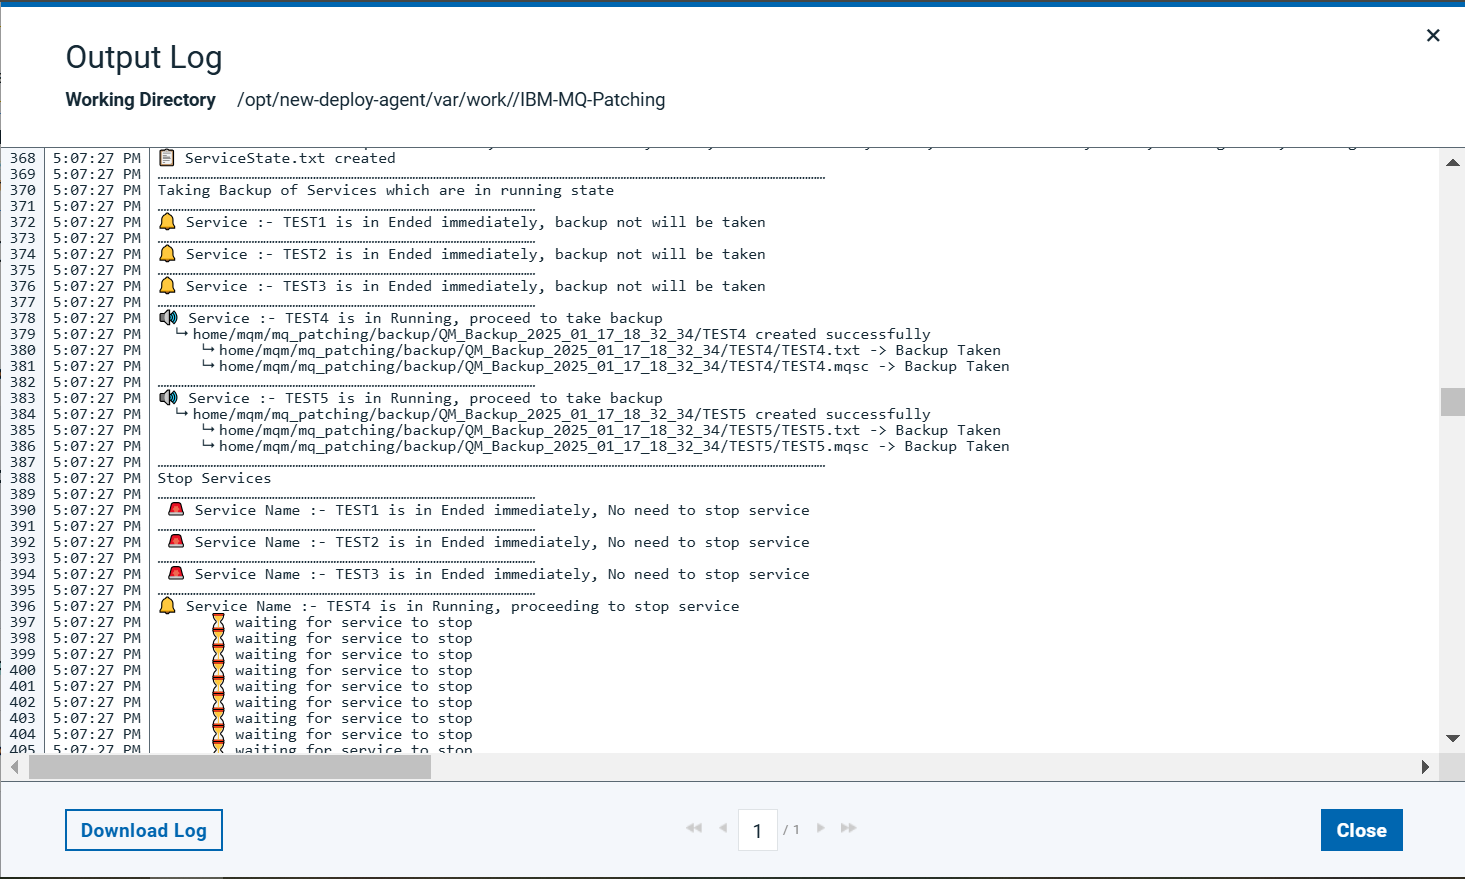 Output Log
Working Directory /opt/new-deploy-agent/var/work//IBM-MQ-Patching
368 5:07:27 PM ServiceState.txt created
369 5:07:27 PM
370 5:07:27 PM Taking Backup of Services which are in running state
371 5:07:27 PM
372 5:07:27 PM Service :- TEST1 is in Ended immediately, backup not will be taken
373 5:07:27 PM
374 5:07:27 PM Service :- TEST2 is in Ended immediately, backup not will be taken
375 5:07:27 PM
376 5:07:27 PM Service :- TEST3 is in Ended immediately, backup not will be taken
377 5:07:27 PM
378 5:07:27 PM Service :- TEST4 is in Running, proceed to take backup
379 5:07:27 PM ↪ home/mqm/mq_patching/backup/QM_Backup_2025_01_17_18_32_34/TEST4 created successfully
380 5:07:27 PM ↪ home/mqm/mq_patching/backup/QM_Backup_2025_01_17_18_32_34/TEST4/TEST4.txt -> Backup Taken
381 5:07:27 PM ↪ home/mqm/mq_patching/backup/QM_Backup_2025_01_17_18_32_34/TEST4/TEST4.mqsc -> Backup Taken
382 5:07:27 PM
383 5:07:27 PM Service :- TEST5 is in Running, proceed to take backup
384 5:07:27 PM ↪ home/mqm/mq_patching/backup/QM_Backup_2025_01_17_18_32_34/TEST5 created successfully
385 5:07:27 PM ↪ home/mqm/mq_patching/backup/QM_Backup_2025_01_17_18_32_34/TEST5/TEST5.txt -> Backup Taken
386 5:07:27 PM ↪ home/mqm/mq_patching/backup/QM_Backup_2025_01_17_18_32_34/TEST5/TEST5.mqsc -> Backup Taken
387 5:07:27 PM
388 5:07:27 PM Stop Services
389 5:07:27 PM
390 5:07:27 PM Service Name :- TEST1 is in Ended immediately, No need to stop service
391 5:07:27 PM
392 5:07:27 PM Service Name :- TEST2 is in Ended immediately, No need to stop service
393 5:07:27 PM
394 5:07:27 PM Service Name :- TEST3 is in Ended immediately, No need to stop service
395 5:07:27 PM
396 5:07:27 PM Service Name :- TEST4 is in Running, proceeding to stop service
397 5:07:27 PM waiting for service to stop
398 5:07:27 PM waiting for service to stop
399 5:07:27 PM waiting for service to stop
400 5:07:27 PM waiting for service to stop
401 5:07:27 PM waiting for service to stop
402 5:07:27 PM waiting for service to stop
403 5:07:27 PM waiting for service to stop
404 5:07:27 PM waiting for service to stop
405 5:07:27 PM waiting for service to stop
Download Log
1 / 1
Close